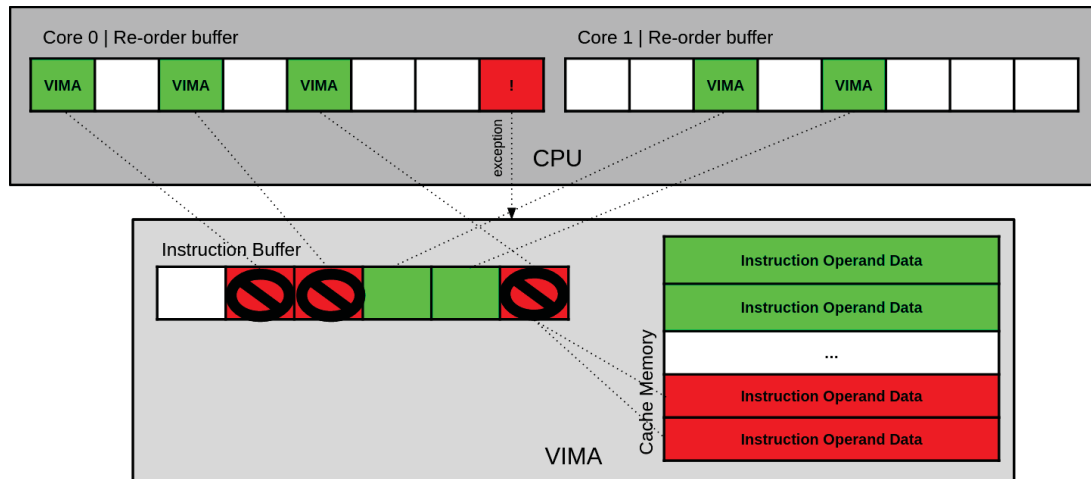 Core 0 | Re-order buffer
Core 1 | Re-order buffer
VIMA
VIMA
VIMA
!
VIMA
VIMA
exception
CPU
Instruction Buffer
Instruction Operand Data
Instruction Operand Data
...
Instruction Operand Data
Instruction Operand Data
Cache Memory
VIMA